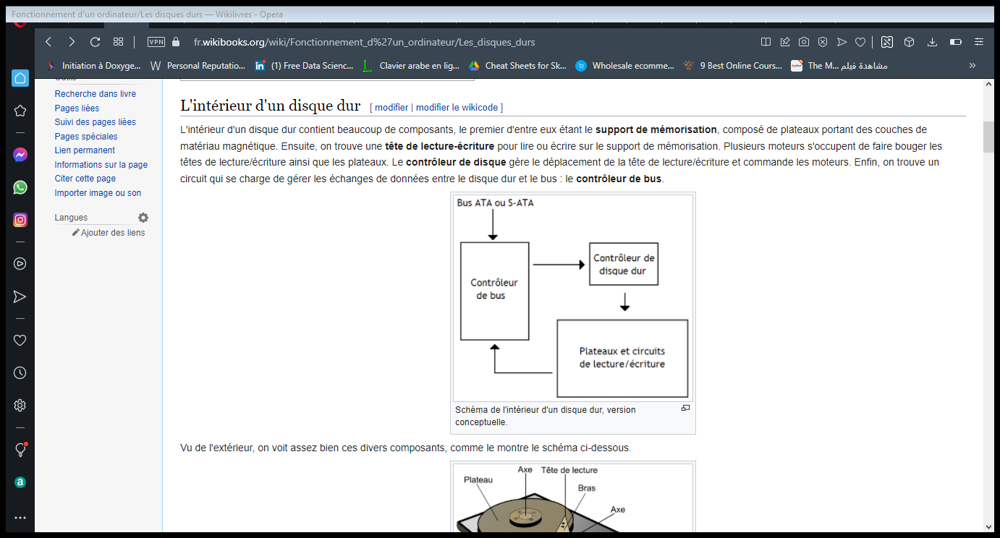 Fonctionnement d'un ordinateur/Les disques durs — Wikilivres - Opera
VPN
fr.wikibooks.org/wiki/Fonctionnement_d%27un_ordinateur/Les_disques_durs
Initiation à Doxyge... W Personal Reputatio... in (1) Free Data Scienc... Clavier arabe en lig... Cheat Sheets for Sk... Wholesale ecomme... 9 Best Online Cours... The M... مشاهدة فيلم »
Outils
Recherche dans livre
Pages liées
Suivi des pages liées
Pages spéciales
Lien permanent
Informations sur la page
Citer cette page
Importer image ou son
Langues
Ajouter des liens
L'intérieur d'un disque dur [ modifier | modifier le wikicode ]
L'intérieur d'un disque dur contient beaucoup de composants, le premier d'entre eux étant le support de mémorisation, composé de plateaux portant des couches de
matériau magnétique. Ensuite, on trouve une tête de lecture-écriture pour lire ou écrire sur le support de mémorisation. Plusieurs moteurs s'occupent de faire bouger les
têtes de lecture/écriture ainsi que les plateaux. Le contrôleur de disque gère le déplacement de la tête de lecture/écriture et commande les moteurs. Enfin, on trouve un
circuit qui se charge de gérer les échanges de données entre le disque dur et le bus : le contrôleur de bus.
Bus ATA ou S-ATA
Contrôleur
de bus
Contrôleur de
disque dur
Plateaux et circuits
de lecture/écriture
Schéma de l'intérieur d'un disque dur, version
conceptuelle.
Vu de l'extérieur, on voit assez bien ces divers composants, comme le montre le schéma ci-dessous.
Plateau
Axe
Tête de lecture
Bras
Axe
a